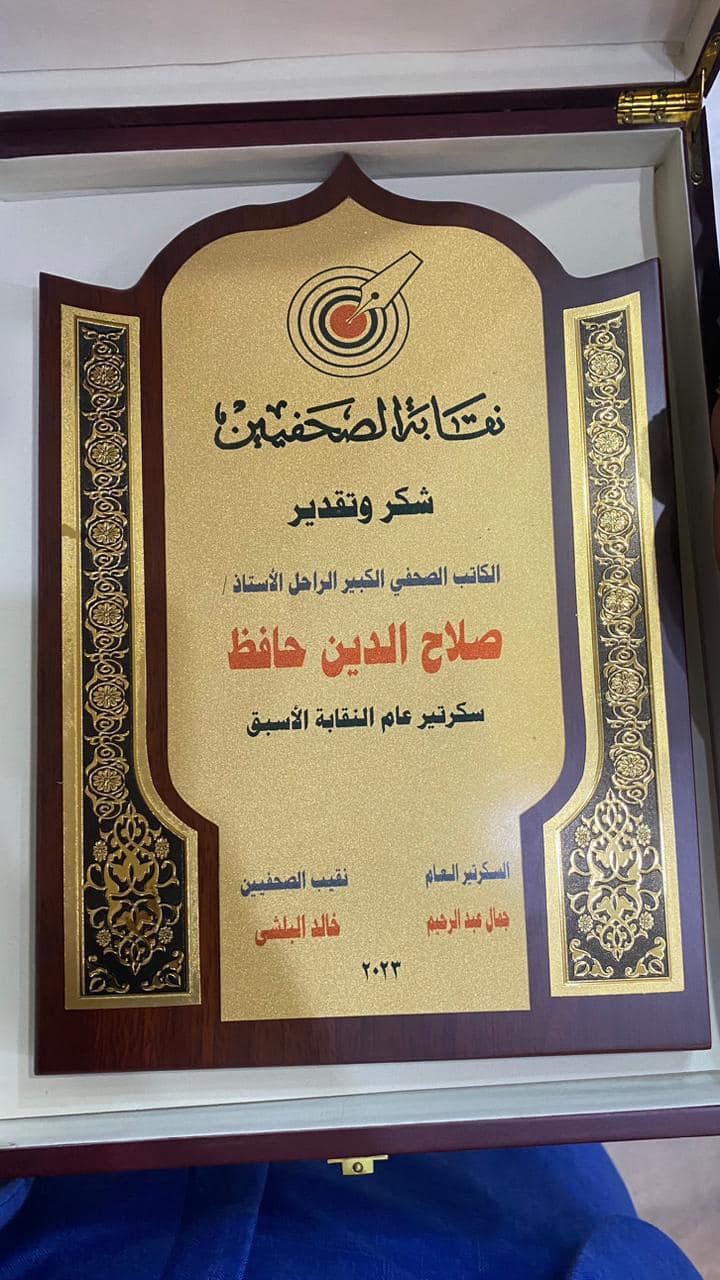 نقابة الصحفيين
شكر وتقدير
الكاتب الصحفي الكبير الراحل الأستاذ /
صلاح الدين حافظ
سكرتير عام النقابة الأسبق
السكرتير العام
جمال عبد الرحيم
نقيب الصحفيين
خالد البلشى
٢٠٢٣